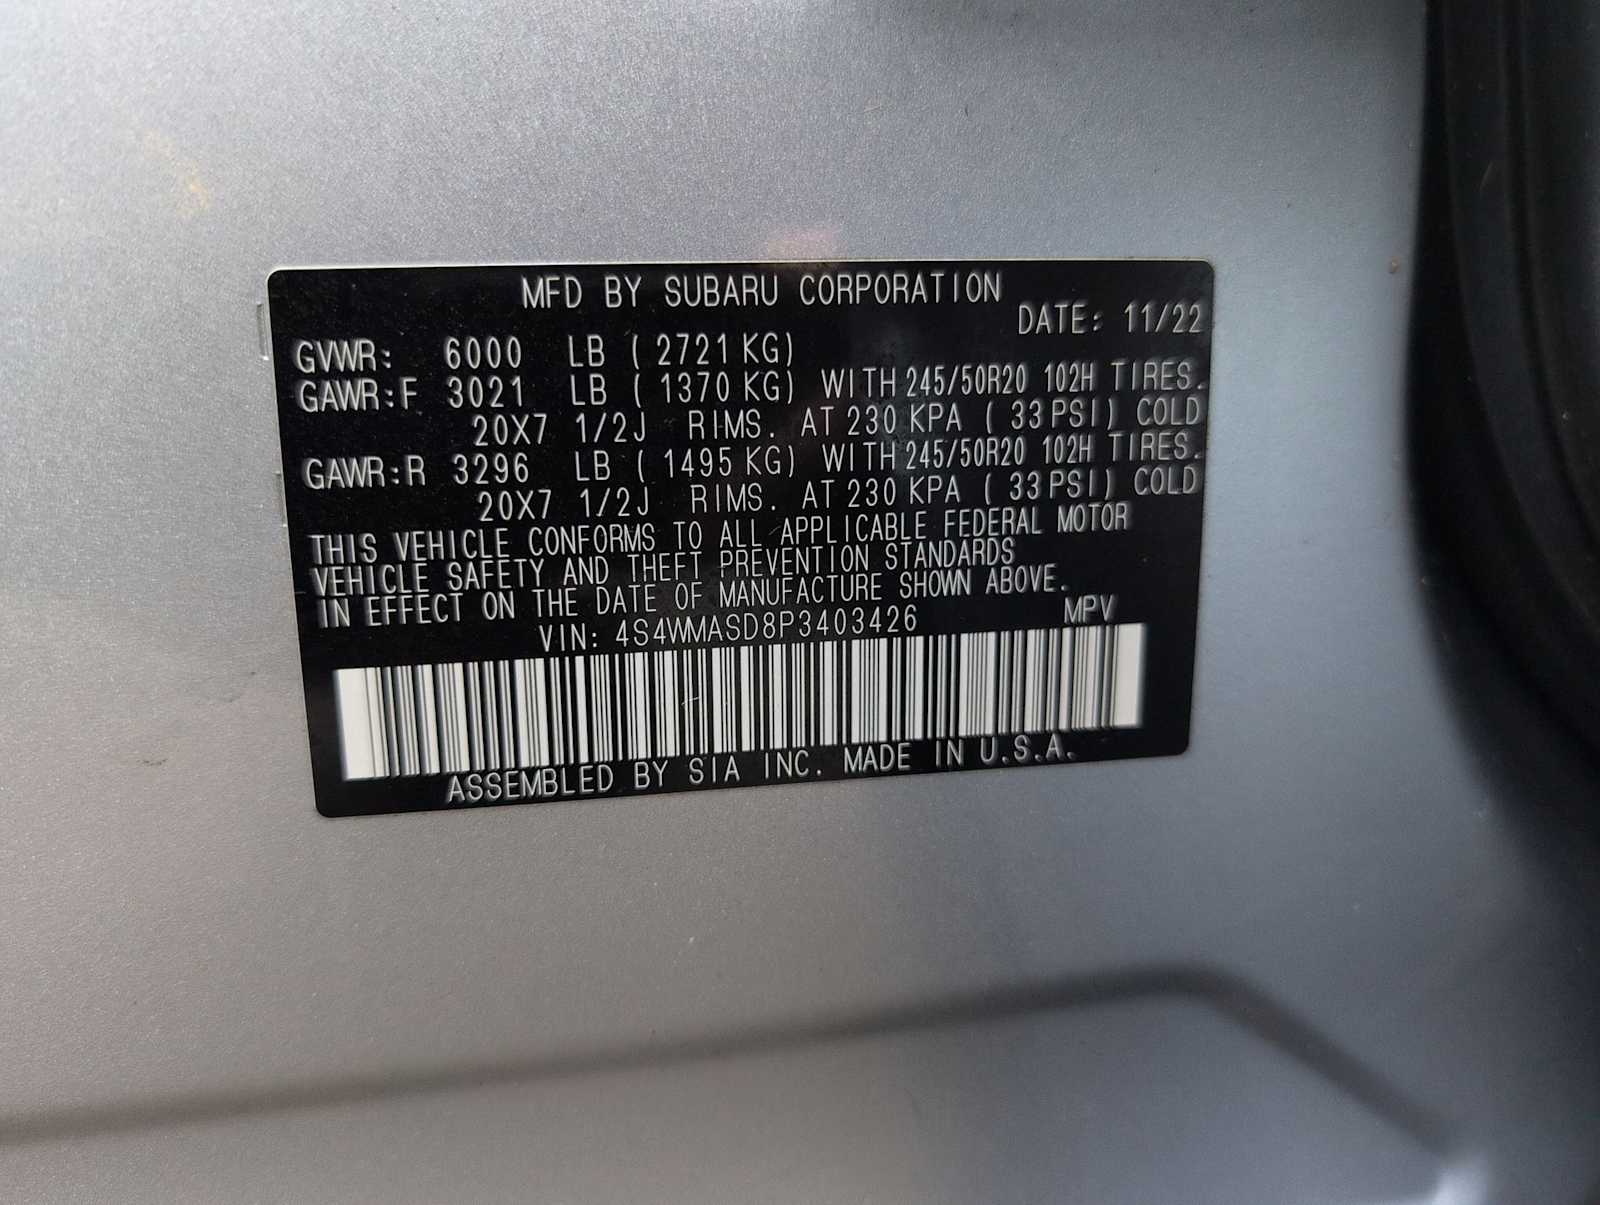 MFD BY SUBARU CORPORATION
DATE: 11/22
GVWR: 6000 LB ( 2721 KG)
GAWR:F 3021 LB ( 1370 KG) WITH 245/50R20 102H TIRES.
20X7 1/2J RIMS. AT 230 KPA ( 33 PSI) COLD
GAWR:R 3296 LB ( 1495 KG) WITH 245/50R20 102H TIRES.
20X7 1/2J RIMS. AT 230 KPA ( 33 PSI) COLD
THIS VEHICLE CONFORMS TO ALL APPLICABLE FEDERAL MOTOR
VEHICLE SAFETY AND THEFT PREVENTION STANDARDS
IN EFFECT ON THE DATE OF MANUFACTURE SHOWN ABOVE.
VIN: 4S4WMASD8P3403426 MPV
ASSEMBLED BY SIA INC. MADE IN U.S.A.